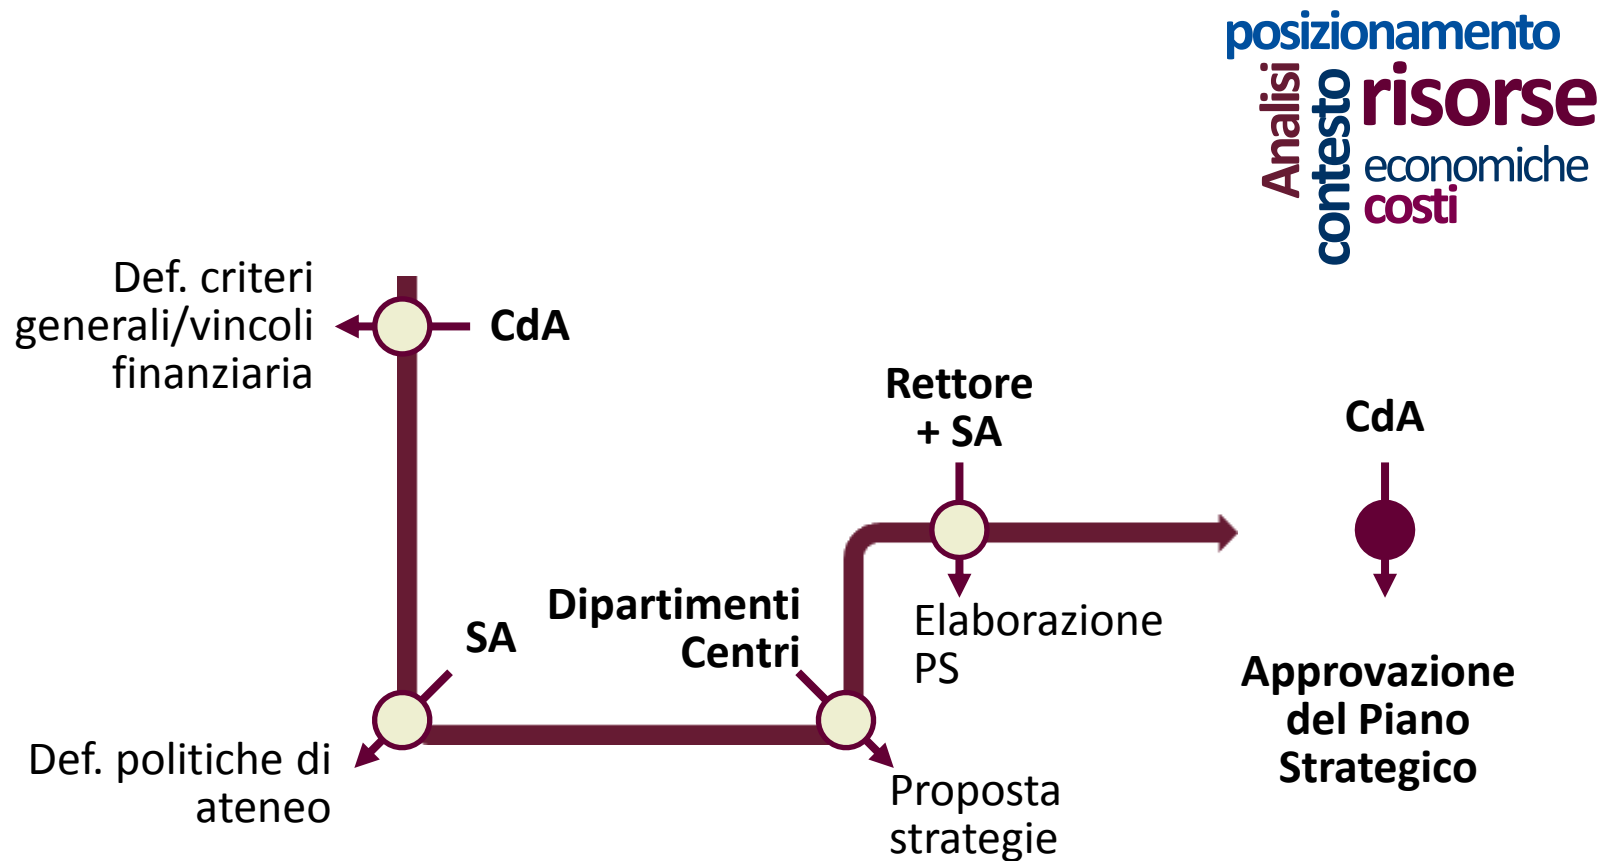 posizionamento
Analisi
contesto
risorse
economiche
costi
Def. criteri
generali/vincoli
finanziaria
CdA
Rettore
+ SA
CdA
SA
Dipartimenti
Centri
Elaborazione
PS
Approvazione
del Piano
Strategico
Def. politiche di
ateneo
Proposta
strategie